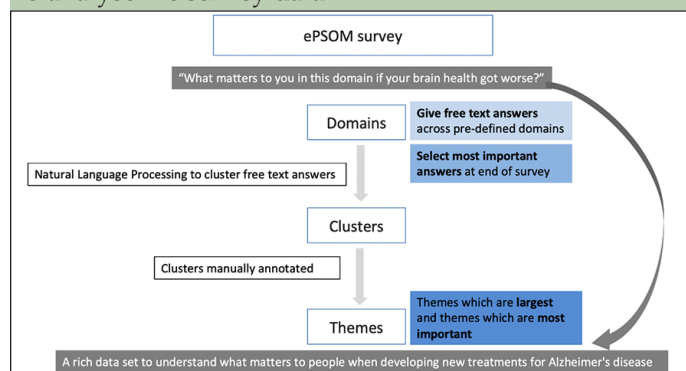 ePSOM survey
"What matters to you in this domain if your brain health got worse?"
Domains
Give free text answers
across pre-defined domains
Select most important
answers at end of survey
Natural Language Processing to cluster free text answers
Clusters
Clusters manually annotated
Themes
Themes which are largest
and themes which are most
important
A rich data set to understand what matters to people when developing new treatments for Alzheimer's disease